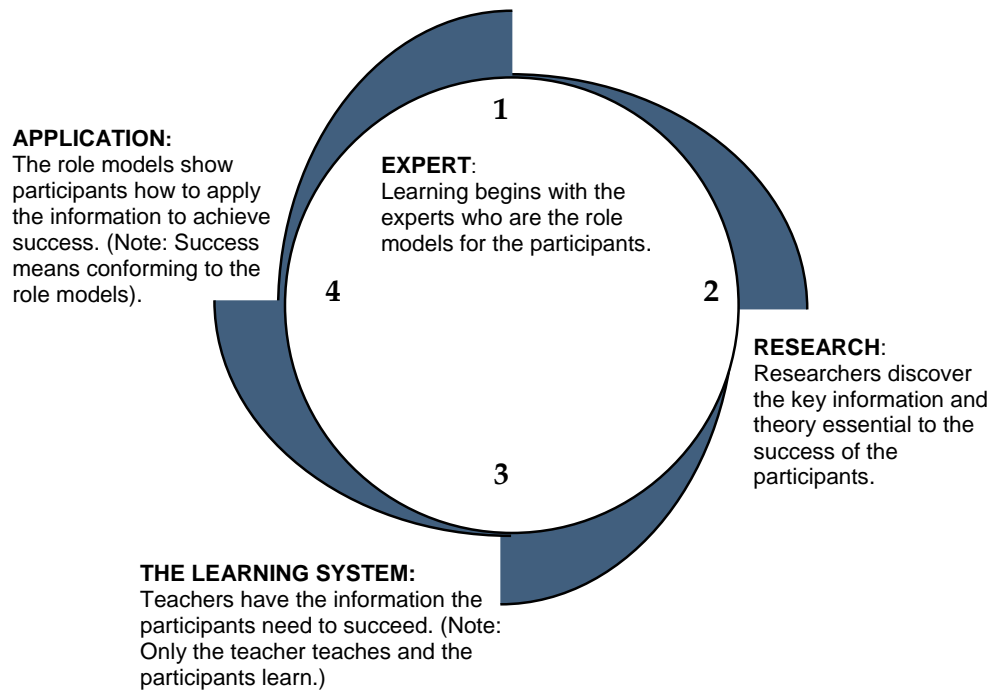 1
EXPERT:
Learning begins with the
experts who are the role
models for the participants.
2
RESEARCH:
Researchers discover
the key information and
theory essential to the
success of the
participants.
3
THE LEARNING SYSTEM:
Teachers have the information the
participants need to succeed. (Note:
Only the teacher teaches and the
participants learn.)
4
APPLICATION:
The role models show
participants how to apply
the information to achieve
success. (Note: Success
means conforming to the
role models).